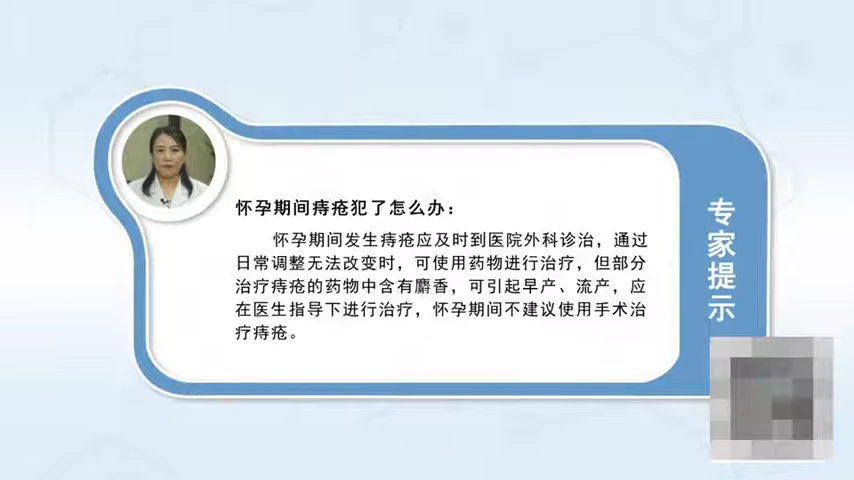 怀孕期间痔疮犯了怎么办：
怀孕期间发生痔疮应及时到医院外科诊治，通过
日常调整无法改变时，可使用药物进行治疗，但部分
治疗痔疮的药物中含有麝香，可引起早产、流产，应
在医生指导下进行治疗，怀孕期间不建议使用手术治
疗痔疮。
专家提示